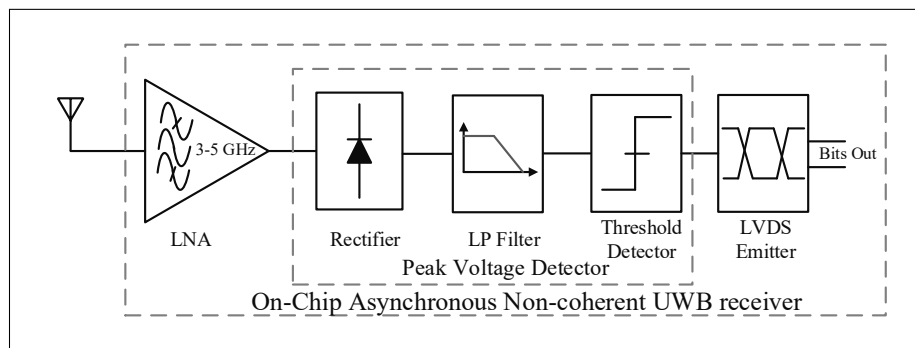 3-5 GHz
Bits Out
LNA
Rectifier
LP Filter
Threshold
Detector
LVDS
Emitter
Peak Voltage Detector
On-Chip Asynchronous Non-coherent UWB receiver